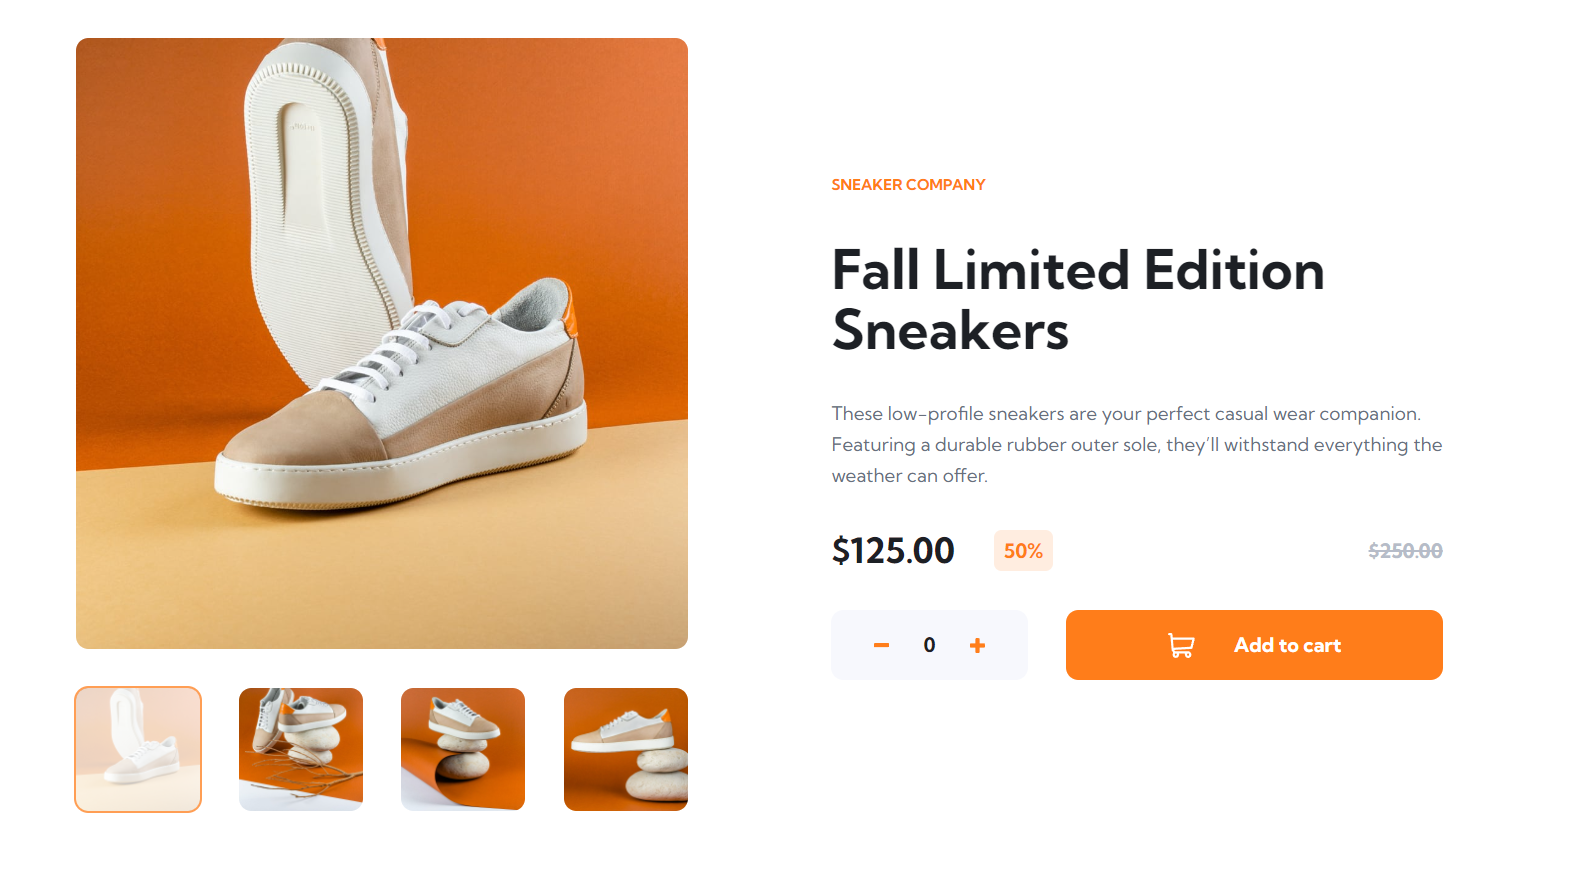 SNEAKER COMPANY
Fall Limited Edition
Sneakers
These low-profile sneakers are your perfect casual wear companion.
Featuring a durable rubber outer sole, they’ll withstand everything the
weather can offer.
$125.00 50% $250.00
0 Add to cart